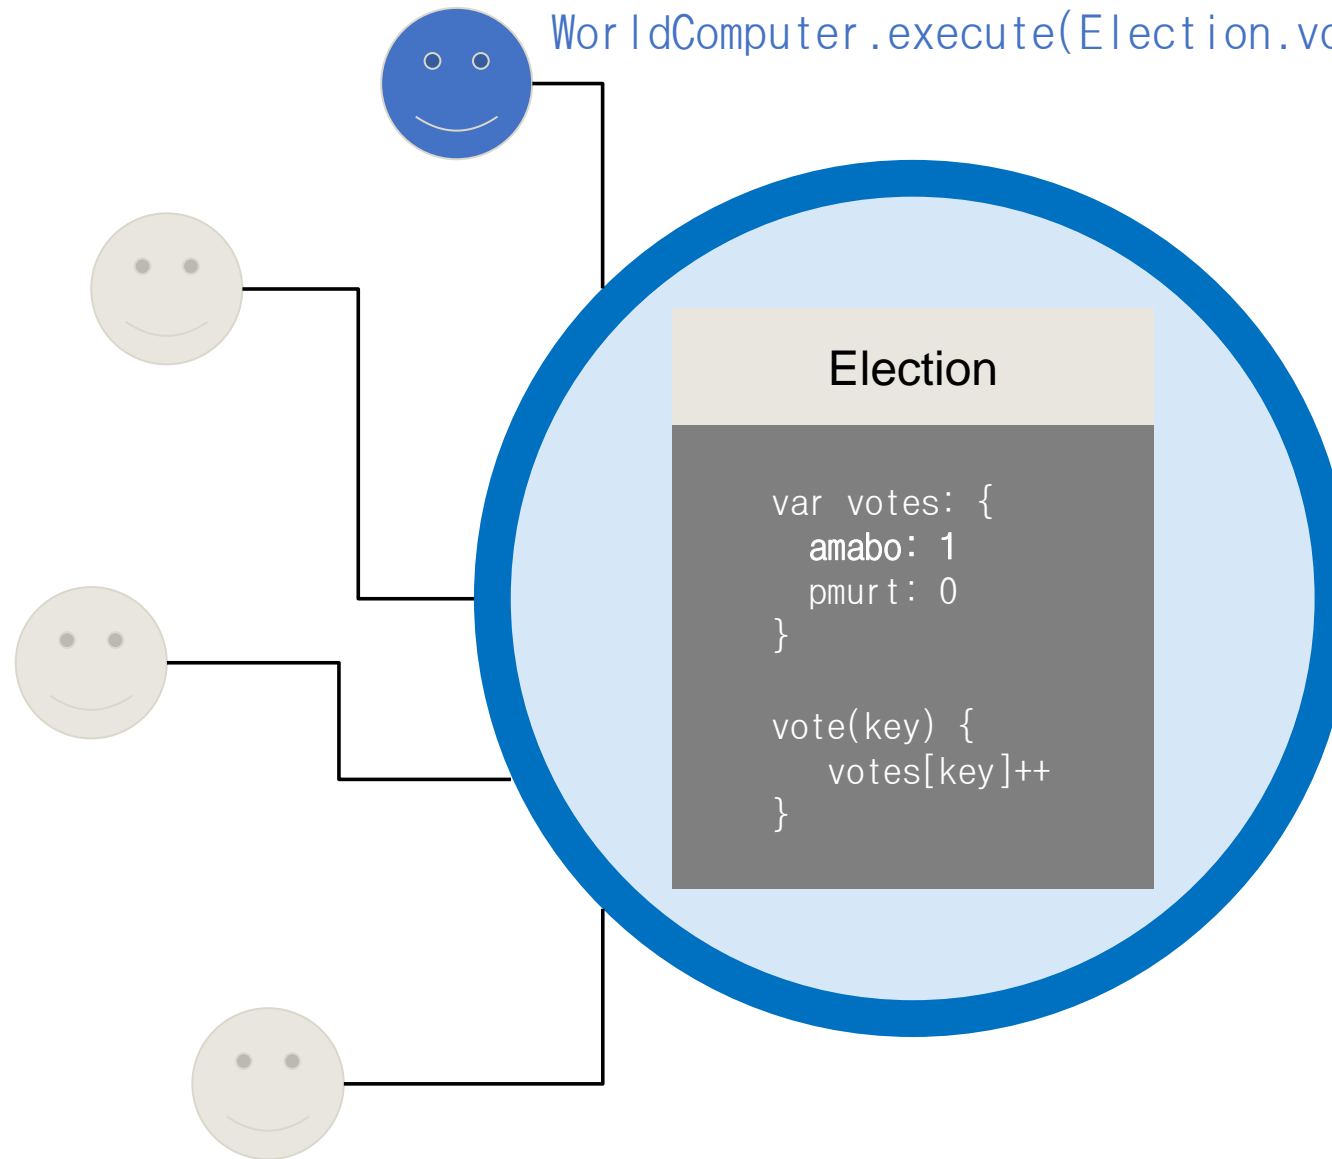 WorldComputer.execute(Election.vo
Election
var votes: {
amabo: 1
pmurt: 0
}
vote(key) {
votes[key]++
}